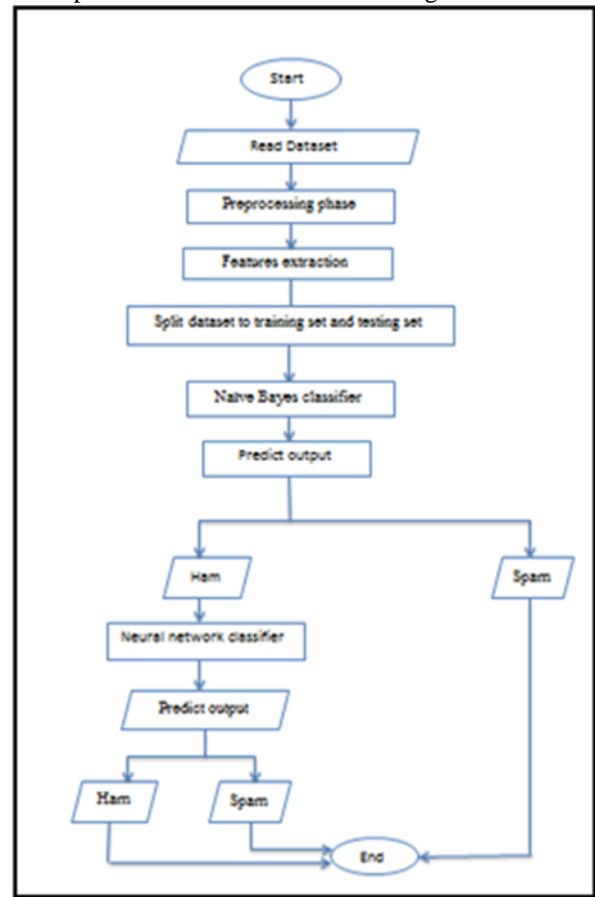 Start
Read Dataset
Preprocessing phase
Features extraction
Split dataset to training set and testing set
Naïve Bayes classifier
Predict output
Ham
Spam
Neural network classifier
Predict output
Ham
Spam
End